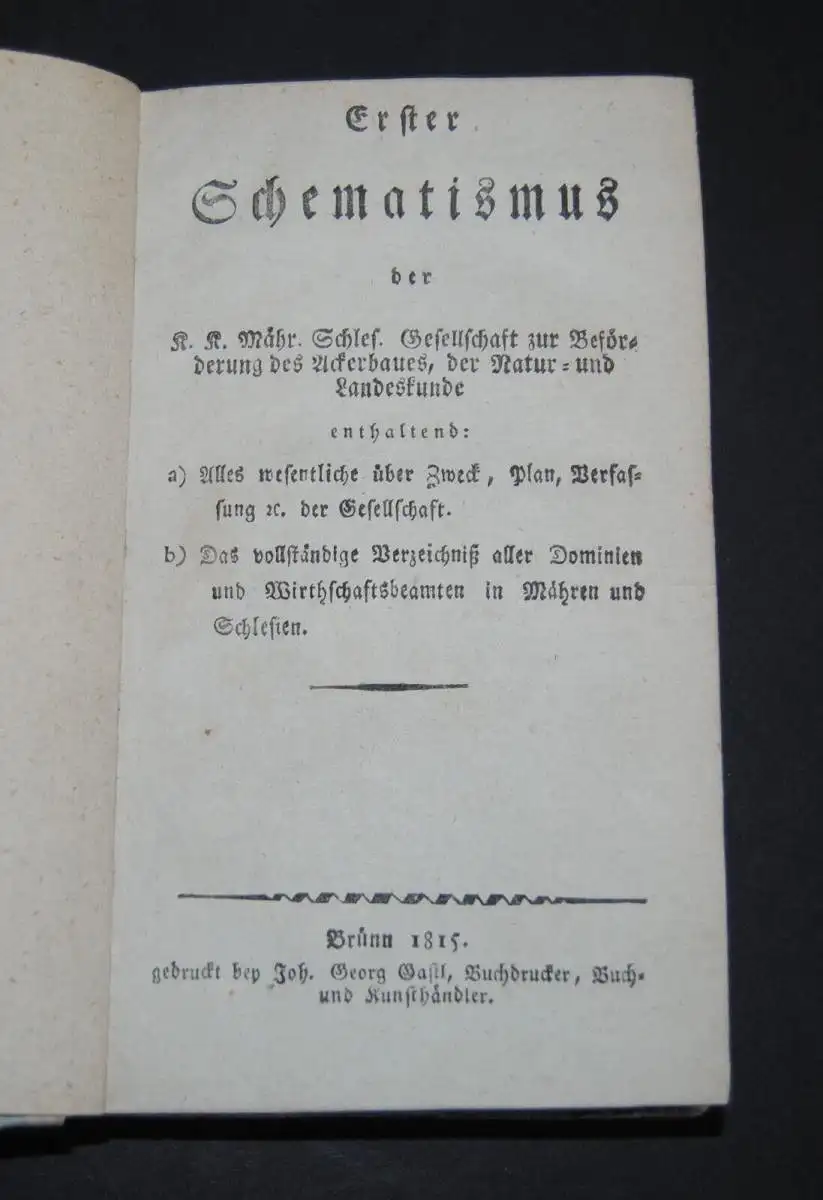 Erster
Schematismus
der
K. K. Mähr. Schles. Gesellschaft zur Beför-
derung des Ackerbaues, der Natur- und
Landeskunde
enthaltend:
a) Alles wesentliche über Zweck, Plan, Verfas-
sung ꝛc. der Gesellschaft.
b) Das vollständige Verzeichniß aller Dominien
und Wirthschaftsbeamten in Mähren und
Schlesien.
Brünn 1815.
gedruckt bey Joh. Georg Gastl, Buchdrucker, Buch-
und Kunsthändler.